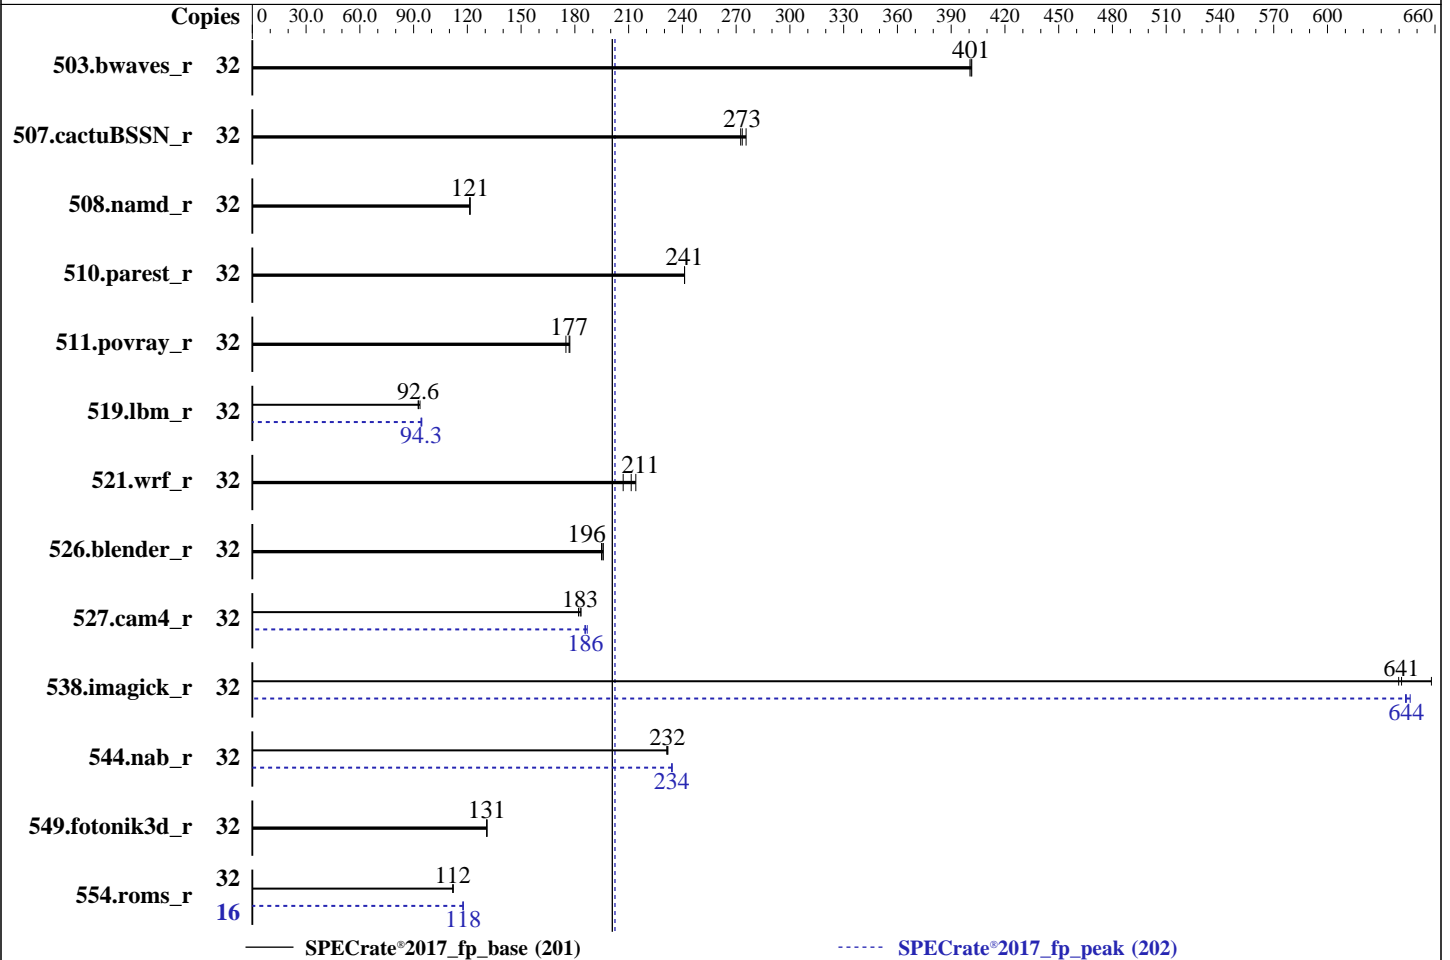 Copies 0 30.0 60.0 90.0 120 150 180 210 240 270 300 330 360 390 420 450 480 510 540 570 600 660
503.bwaves_r 32 401
507.cactuBSSN_r 32 273
508.namd_r 32 121
510.parest_r 32 241
511.povray_r 32 177
519.lbm_r 32 92.6
94.3
521.wrf_r 32 211
526.blender_r 32 196
527.cam4_r 32 183
186
538.imagick_r 32 641
644
544.nab_r 32 232
234
549.fotonik3d_r 32 131
554.roms_r 32 112
16 118
SPECrate®2017_fp_base (201) SPECrate®2017_fp_peak (202)